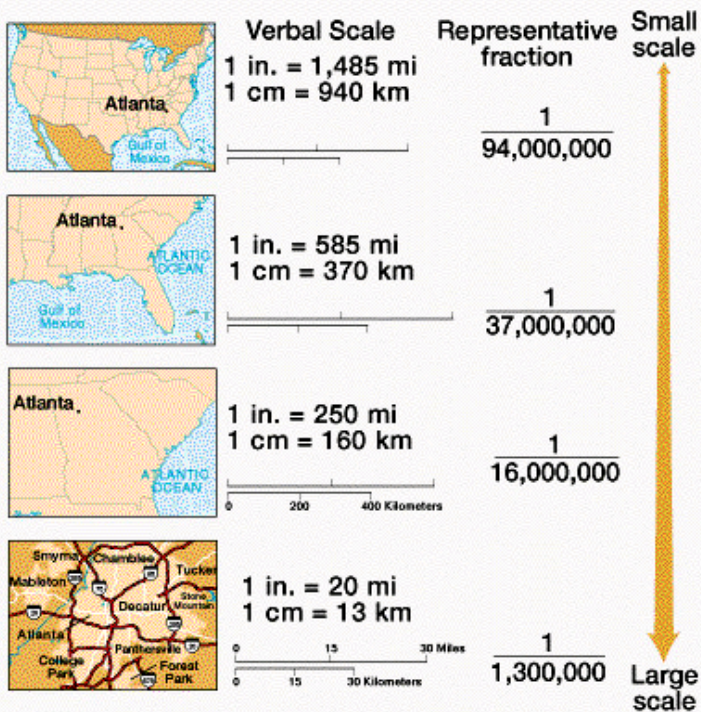 Verbal Scale
Representative
fraction
Small
scale
1 in. = 1,485 mi
1 cm = 940 km
Atlanta
Gulf of
Mexico
1
94,000,000
Atlanta
ATLANTIC
OCEAN
Gulf of
Mexico
1 in. = 585 mi
1 cm = 370 km
1
37,000,000
Atlanta
ATLANTIC
OCEAN
1 in. = 250 mi
1 cm = 160 km
0 200 400 Kilometers
1
16,000,000
Smyrna
Chamblee
Tucker
Mableton
Stone
Mountain
Decatur
Atlanta
Panthersville
College
Park
Forest
Park
1 in. = 20 mi
1 cm = 13 km
0 15 30 Miles
0 15 30 Kilometers
1
1,300,000
Large
scale